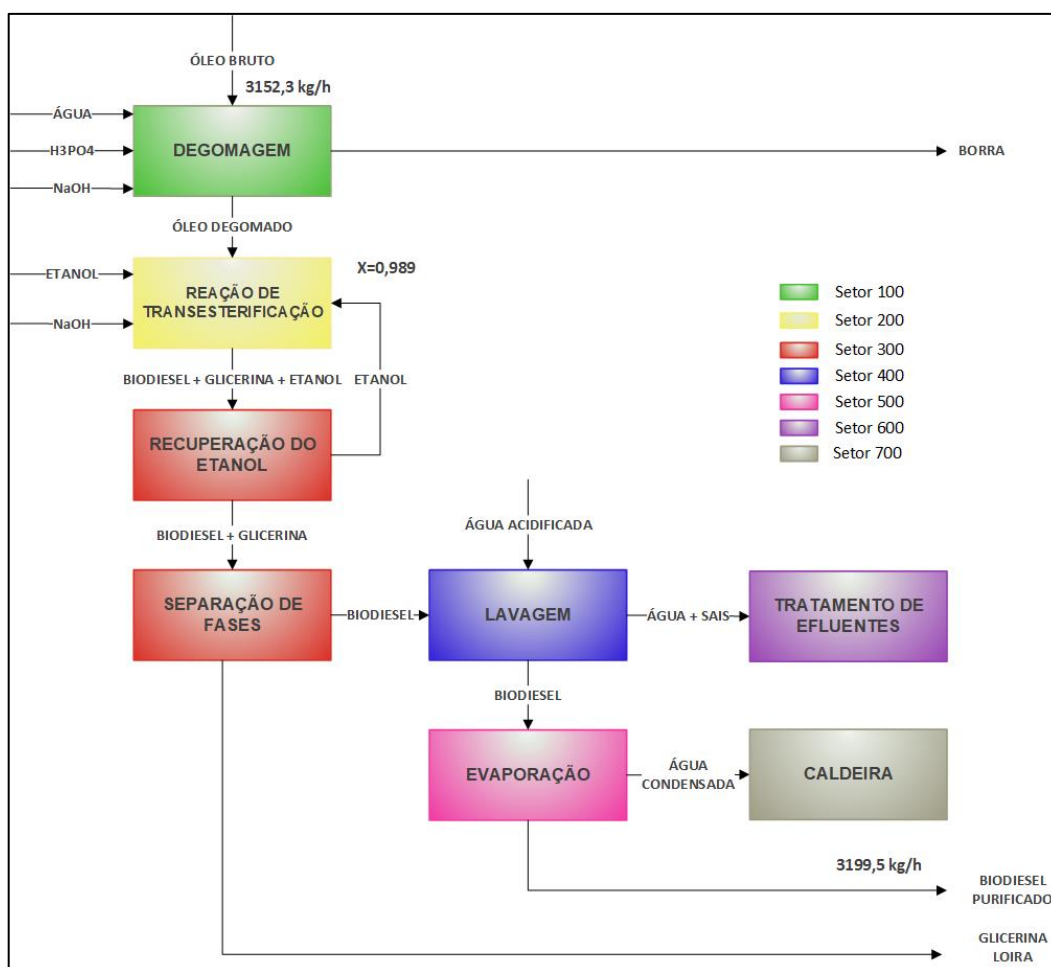 ÓLEO BRUTO
3152,3 kg/h
ÁGUA
H3PO4
NaOH
DEGOMAGEM
BORRA
ÓLEO DEGOMADO
ETANOL
NaOH
REAÇÃO DE
TRANSESTERIFICAÇÃO
X=0,989
BIODIESEL + GLICERINA + ETANOL
ETANOL
Setor 100
Setor 200
Setor 300
Setor 400
Setor 500
Setor 600
Setor 700
RECUPERAÇÃO DO
ETANOL
BIODIESEL + GLICERINA
ÁGUA ACIDIFICADA
SEPARAÇÃO DE
FASES
BIODIESEL
LAVAGEM
ÁGUA + SAIS
TRATAMENTO DE
EFLUENTES
BIODIESEL
EVAPORAÇÃO
ÁGUA
CONDENSADA
CALDEIRA
3199,5 kg/h
BIODIESEL
PURIFICADO
GLICERINA
LOIRA